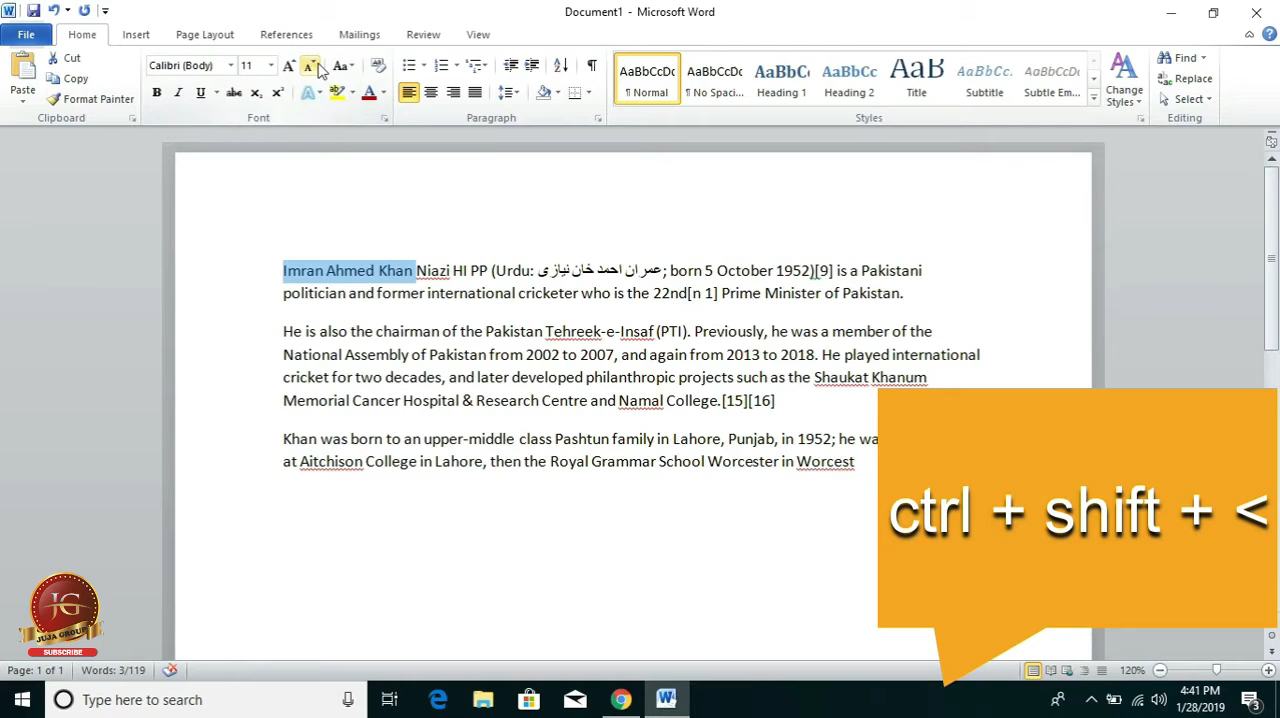 Document1 - Microsoft Word
File Home Insert Page Layout References Mailings Review View
Cut
Copy
Format Painter
Paste
Clipboard
Calibri (Body) 11
Font
Paragraph
AaBbCcDc AaBbCcDc AaBbCc AaBbCc AaB AaBbCc. AaBbCcDc
¶ Normal ¶ No Spaci... Heading 1 Heading 2 Title Subtitle Subtle Em...
Styles
Change
Styles
Find
Replace
Select
Editing
Imran Ahmed Khan Niazi HI PP (Urdu: عمران احمد خان نیازی; born 5 October 1952)[9] is a Pakistani
politician and former international cricketer who is the 22nd[n 1] Prime Minister of Pakistan.
He is also the chairman of the Pakistan Tehreek-e-Insaf (PTI). Previously, he was a member of the
National Assembly of Pakistan from 2002 to 2007, and again from 2013 to 2018. He played international
cricket for two decades, and later developed philanthropic projects such as the Shaukat Khanum
Memorial Cancer Hospital & Research Centre and Namal College.[15][16]
Khan was born to an upper-middle class Pashtun family in Lahore, Punjab, in 1952; he wa
at Aitchison College in Lahore, then the Royal Grammar School Worcester in Worcest
ctrl + shift + <
JG
JUJA GROUP
SUBSCRIBE
Page: 1 of 1 Words: 3/119 120%
Type here to search
4:41 PM
1/28/2019
3